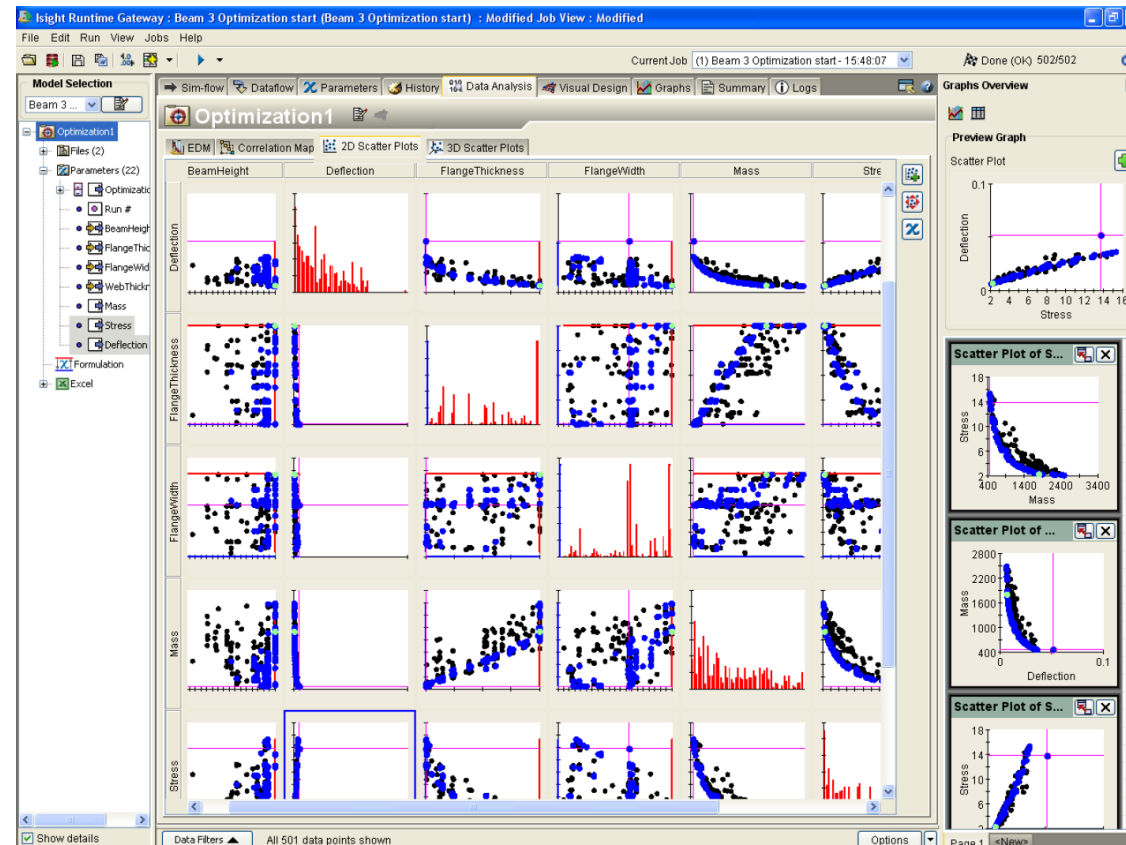 Isight Runtime Gateway : Beam 3 Optimization start (Beam 3 Optimization start) : Modified Job View : Modified
File Edit Run View Jobs Help
Current Job (1) Beam 3 Optimization start - 15:48:07 Done (OK) 502/502
Model Selection
Beam 3 ...
Optimization1
Files (2)
Parameters (22)
Optimizatic
Run #
BeamHeigh
FlangeThic
FlangeWid
WebThickr
Mass
Stress
Deflection
Formulation
Excel
Show details
Sim-flow Dataflow Parameters History Data Analysis Visual Design Graphs Summary Logs
Optimization1
EDM Correlation Map 2D Scatter Plots 3D Scatter Plots
BeamHeight Deflection FlangeThickness FlangeWidth Mass Stre
Deflection
FlangeThickness
FlangeWidth
Mass
Stress
Data Filters All 501 data points shown Options
Graphs Overview
Preview Graph
Scatter Plot
0.1
Deflection
0
2 4 6 8 10 12 14 16
Stress
Scatter Plot of S...
18
14
10
6
2
Stress
400 1400 2400 3400
Mass
Scatter Plot of ...
2800
2200
1600
1000
400
Mass
0 0.1
Deflection
Scatter Plot of S...
18
14
10
6
Stress
Page 1 <New>